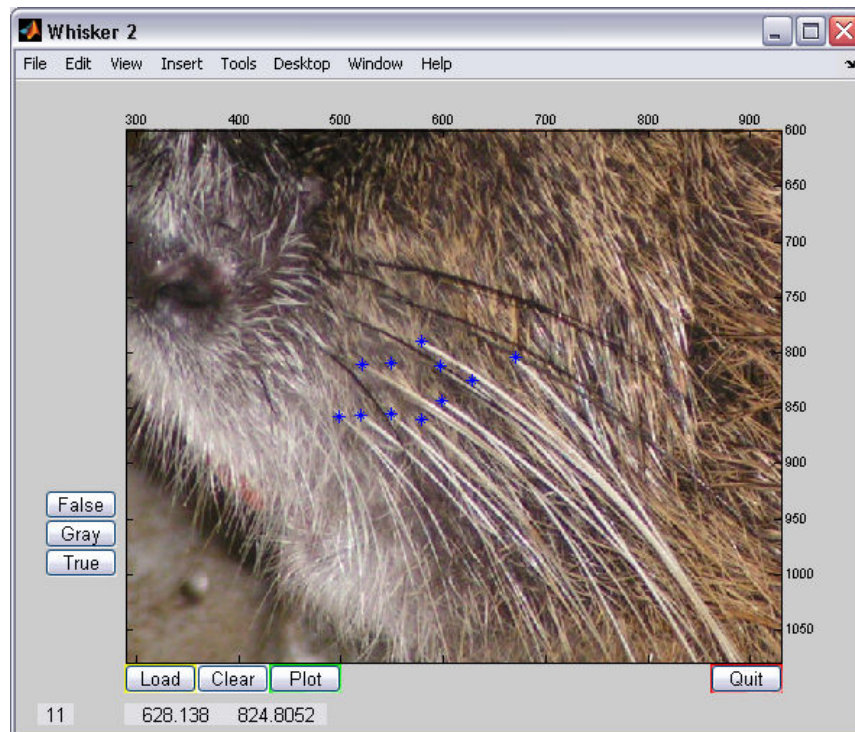 Whisker 2
File Edit View Insert Tools Desktop Window Help
300 400 500 600 700 800 900
600
650
700
750
800
850
900
950
1000
1050
False
Gray
True
Load Clear Plot Quit
11 628.138 824.8052